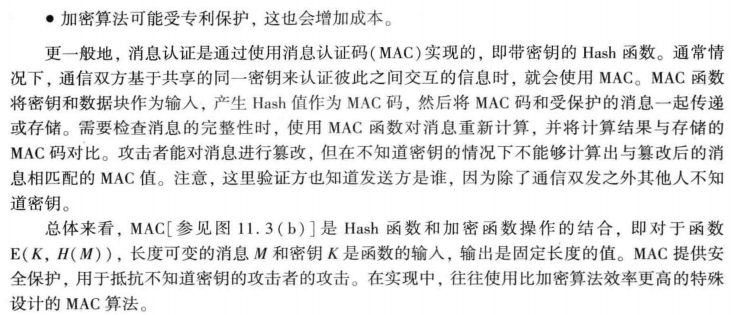 ● 加密算法可能受专利保护，这也会增加成本。
更一般地，消息认证是通过使用消息认证码(MAC)实现的，即带密钥的 Hash 函数。通常情
况下，通信双方基于共享的同一密钥来认证彼此之间交互的信息时，就会使用 MAC。MAC 函数
将密钥和数据块作为输入，产生 Hash 值作为 MAC 码，然后将 MAC 码和受保护的消息一起传递
或存储。需要检查消息的完整性时，使用 MAC 函数对消息重新计算，并将计算结果与存储的
MAC 码对比。攻击者能对消息进行篡改，但在不知道密钥的情况下不能够计算出与篡改后的消
息相匹配的 MAC 值。注意，这里验证方也知道发送方是谁，因为除了通信双发之外其他人不知
道密钥。
总体来看，MAC[参见图 11.3(b)]是 Hash 函数和加密函数操作的结合，即对于函数
E(K, H(M))，长度可变的消息 M 和密钥 K 是函数的输入，输出是固定长度的值。MAC 提供安
全保护，用于抵抗不知道密钥的攻击者的攻击。在实现中，往往使用比加密算法效率更高的特殊
设计的 MAC 算法。